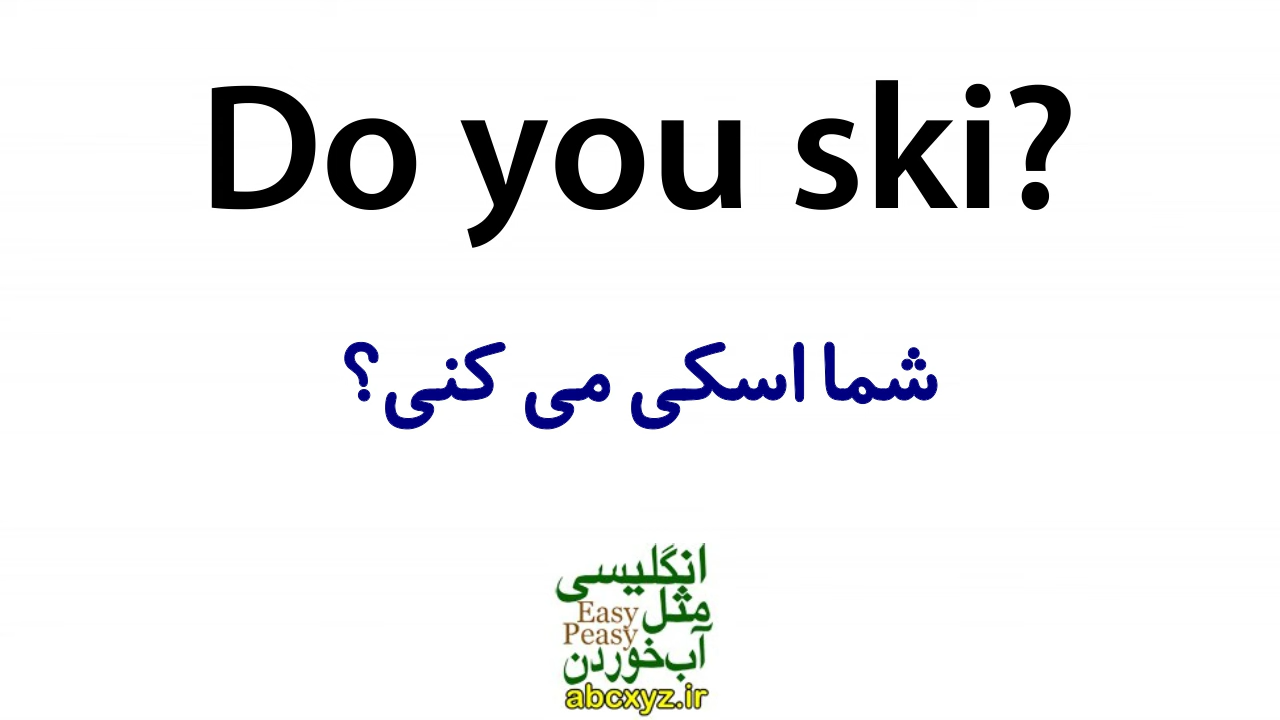 Do you ski?
شما اسکی می کنی؟
انگلیسی
مثل Easy
Peasy
آب خوردن
abcxyz.ir